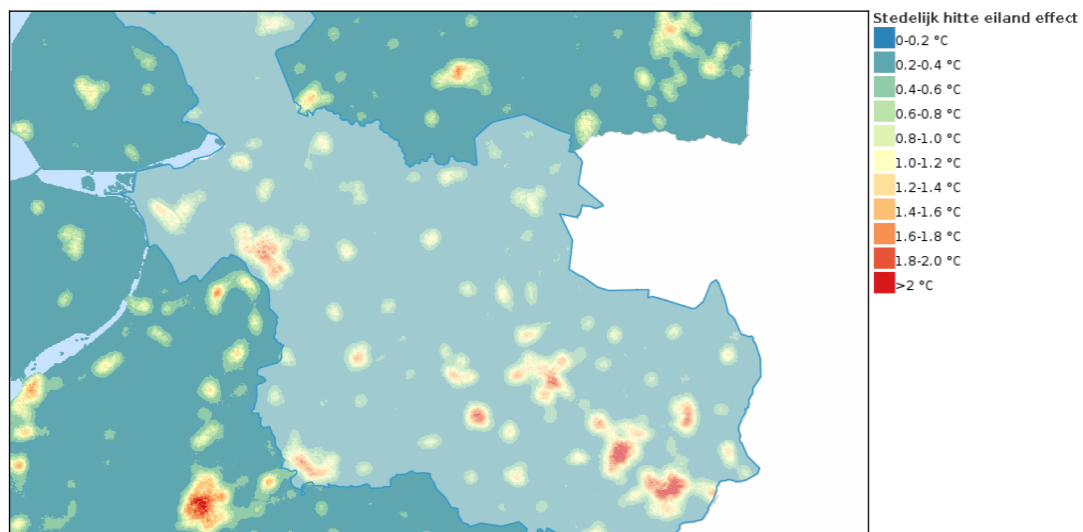 Stedelijk hitte eiland effect
0-0.2 °C
0.2-0.4 °C
0.4-0.6 °C
0.6-0.8 °C
0.8-1.0 °C
1.0-1.2 °C
1.2-1.4 °C
1.4-1.6 °C
1.6-1.8 °C
1.8-2.0 °C
>2 °C